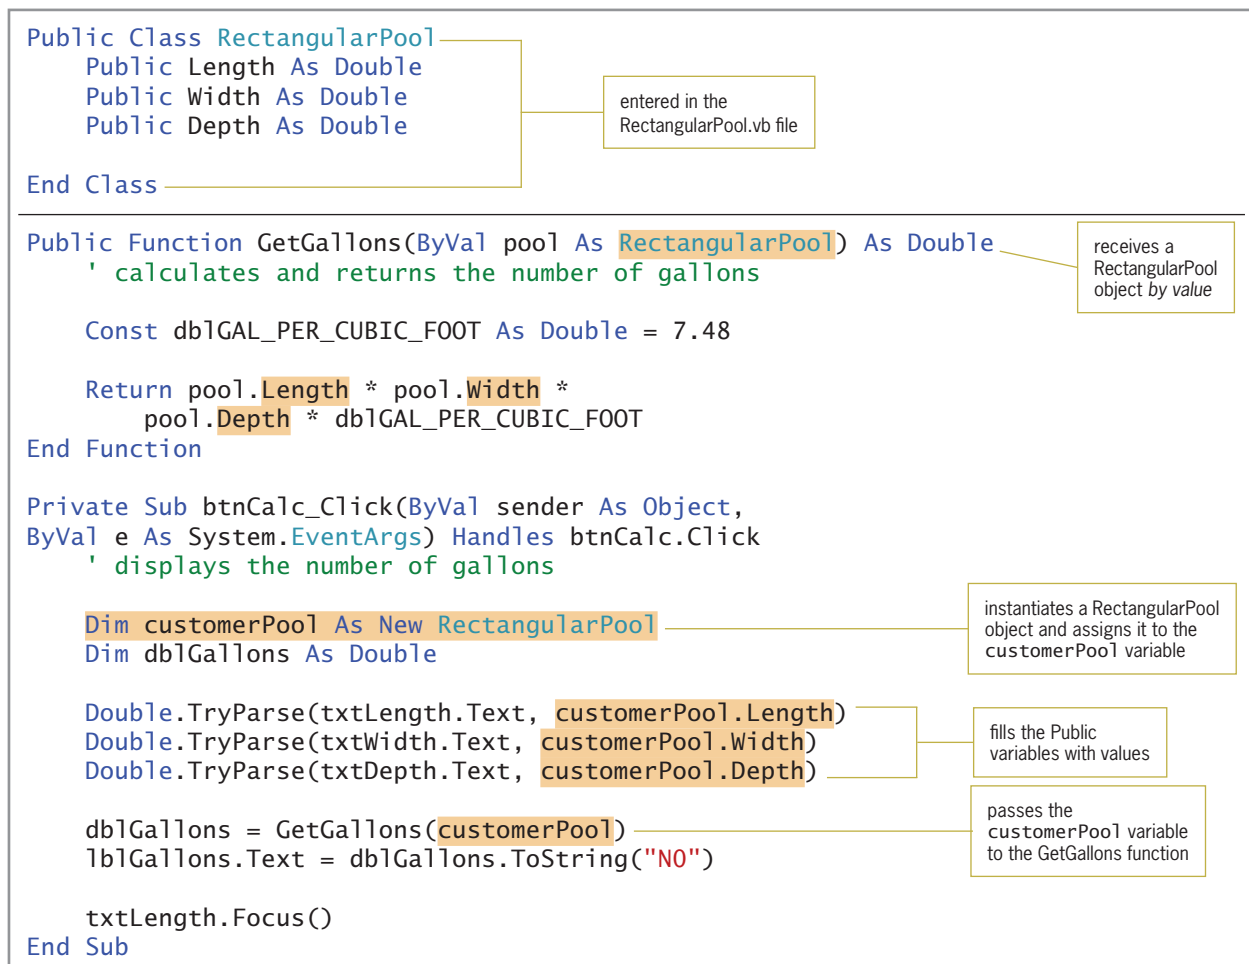 Public Class RectangularPool
Public Length As Double
Public Width As Double
Public Depth As Double
End Class
entered in the
RectangularPool.vb file
Public Function GetGallons(ByVal pool As RectangularPool) As Double
' calculates and returns the number of gallons
receives a
RectangularPool
object by value
Const dblGAL_PER_CUBIC_FOOT As Double = 7.48
Return pool.Length * pool.Width *
pool.Depth * dblGAL_PER_CUBIC_FOOT
End Function
Private Sub btnCalc_Click(ByVal sender As Object,
ByVal e As System.EventArgs) Handles btnCalc.Click
' displays the number of gallons
Dim customerPool As New RectangularPool
Dim dblGallons As Double
instantiates a RectangularPool
object and assigns it to the
customerPool variable
Double.TryParse(txtLength.Text, customerPool.Length)
Double.TryParse(txtWidth.Text, customerPool.Width)
Double.TryParse(txtDepth.Text, customerPool.Depth)
fills the Public
variables with values
dblGallons = GetGallons(customerPool)
lblGallons.Text = dblGallons.ToString("N0")
passes the
customerPool variable
to the GetGallons function
txtLength.Focus()
End Sub